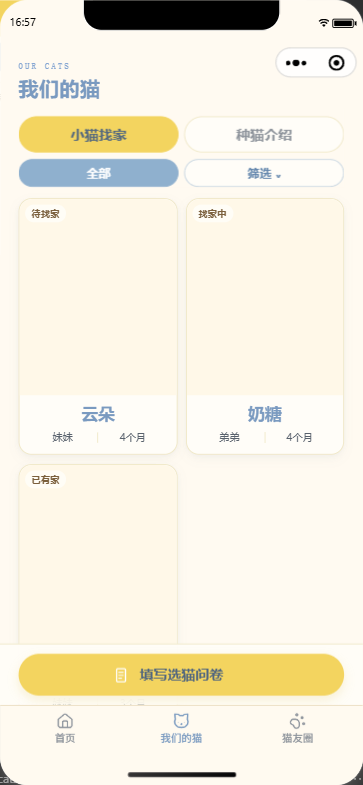 16:57
OUR CATS
我们的猫
小猫找家
种猫介绍
全部
筛选
待找家
找家中
云朵
奶糖
妹妹
4个月
弟弟
4个月
已有家
填写选猫问卷
首页
我们的猫
猫友圈